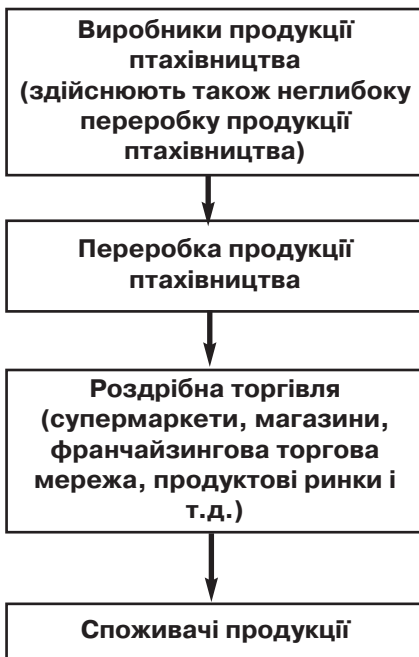 Виробники продукції
птахівництва
(здійснюють також неглибоку
переробку продукції
птахівництва)
Переробка продукції
птахівництва
Роздрібна торгівля
(супермаркети, магазини,
франчайзингова торгова
мережа, продуктові ринки і
т.д.)
Споживачі продукції